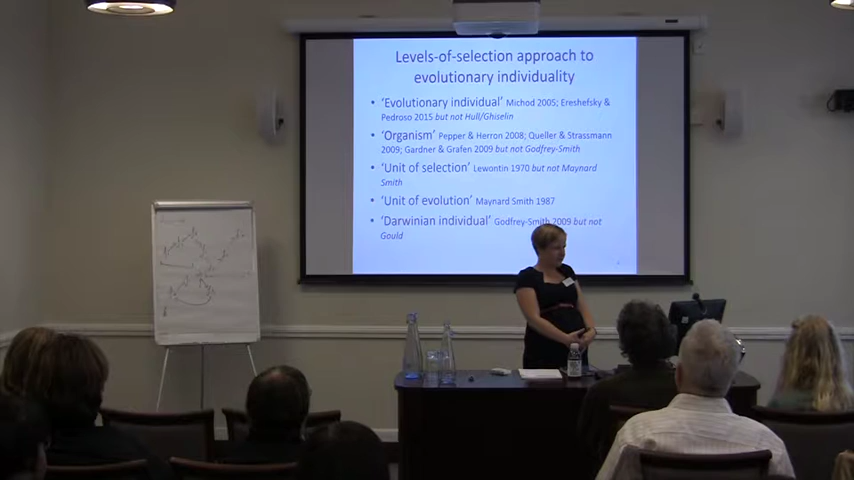 Levels-of-selection approach to
evolutionary individuality
• 'Evolutionary individual' Michod 2005; Ereshefsky &
Pedroso 2015 but not Hull/Ghiselin
• 'Organism' Pepper & Herron 2008; Queller & Strassmann
2009; Gardner & Grafen 2009 but not Godfrey-Smith
• 'Unit of selection' Lewontin 1970 but not Maynard
Smith
• 'Unit of evolution' Maynard Smith 1987
• 'Darwinian individual' Godfrey-Smith 2009 but not
Gould